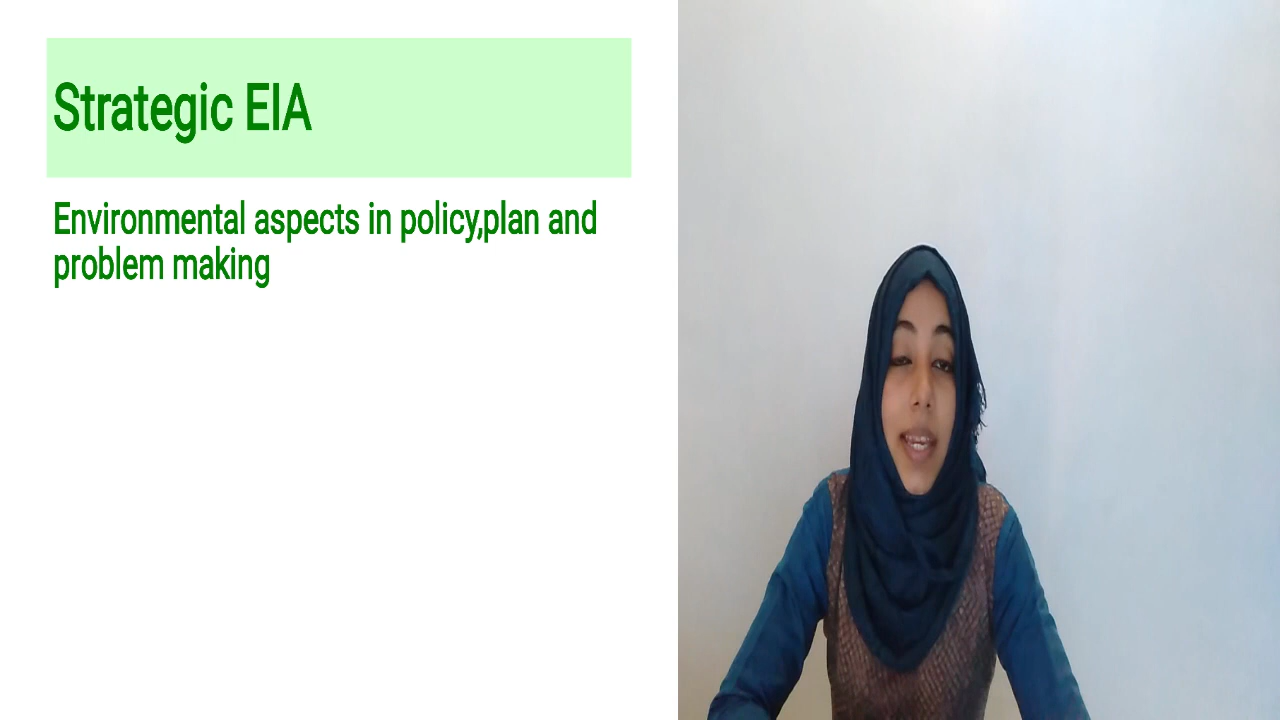 Strategic EIA
Environmental aspects in policy,plan and
problem making